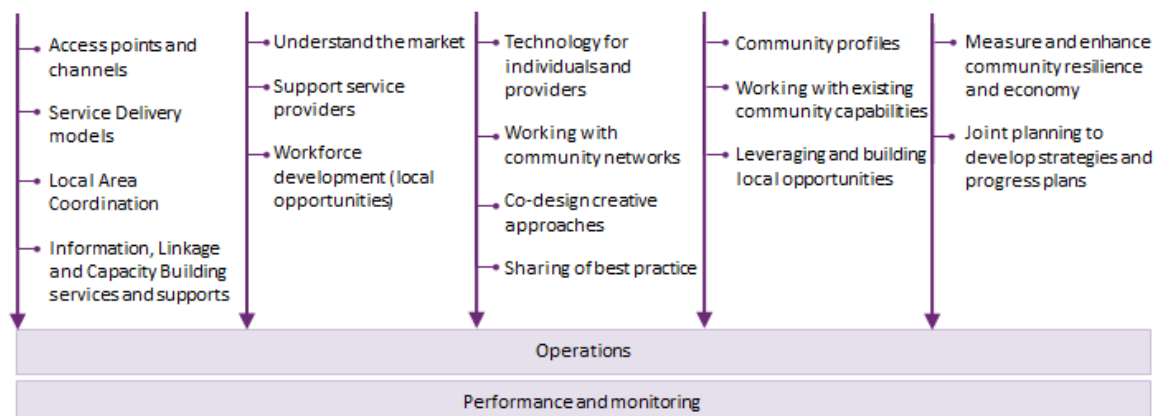 Access points and
channels
Service Delivery
models
Local Area
Coordination
Information, Linkage
and Capacity Building
services and supports
Understand the market
Support service
providers
Workforce
development (local
opportunities)
Technology for
individuals and
providers
Working with
community networks
Co-design creative
approaches
Sharing of best practice
Community profiles
Working with existing
community capabilities
Leveraging and building
local opportunities
Measure and enhance
community resilience
and economy
Joint planning to
develop strategies and
progress plans
Operations
Performance and monitoring